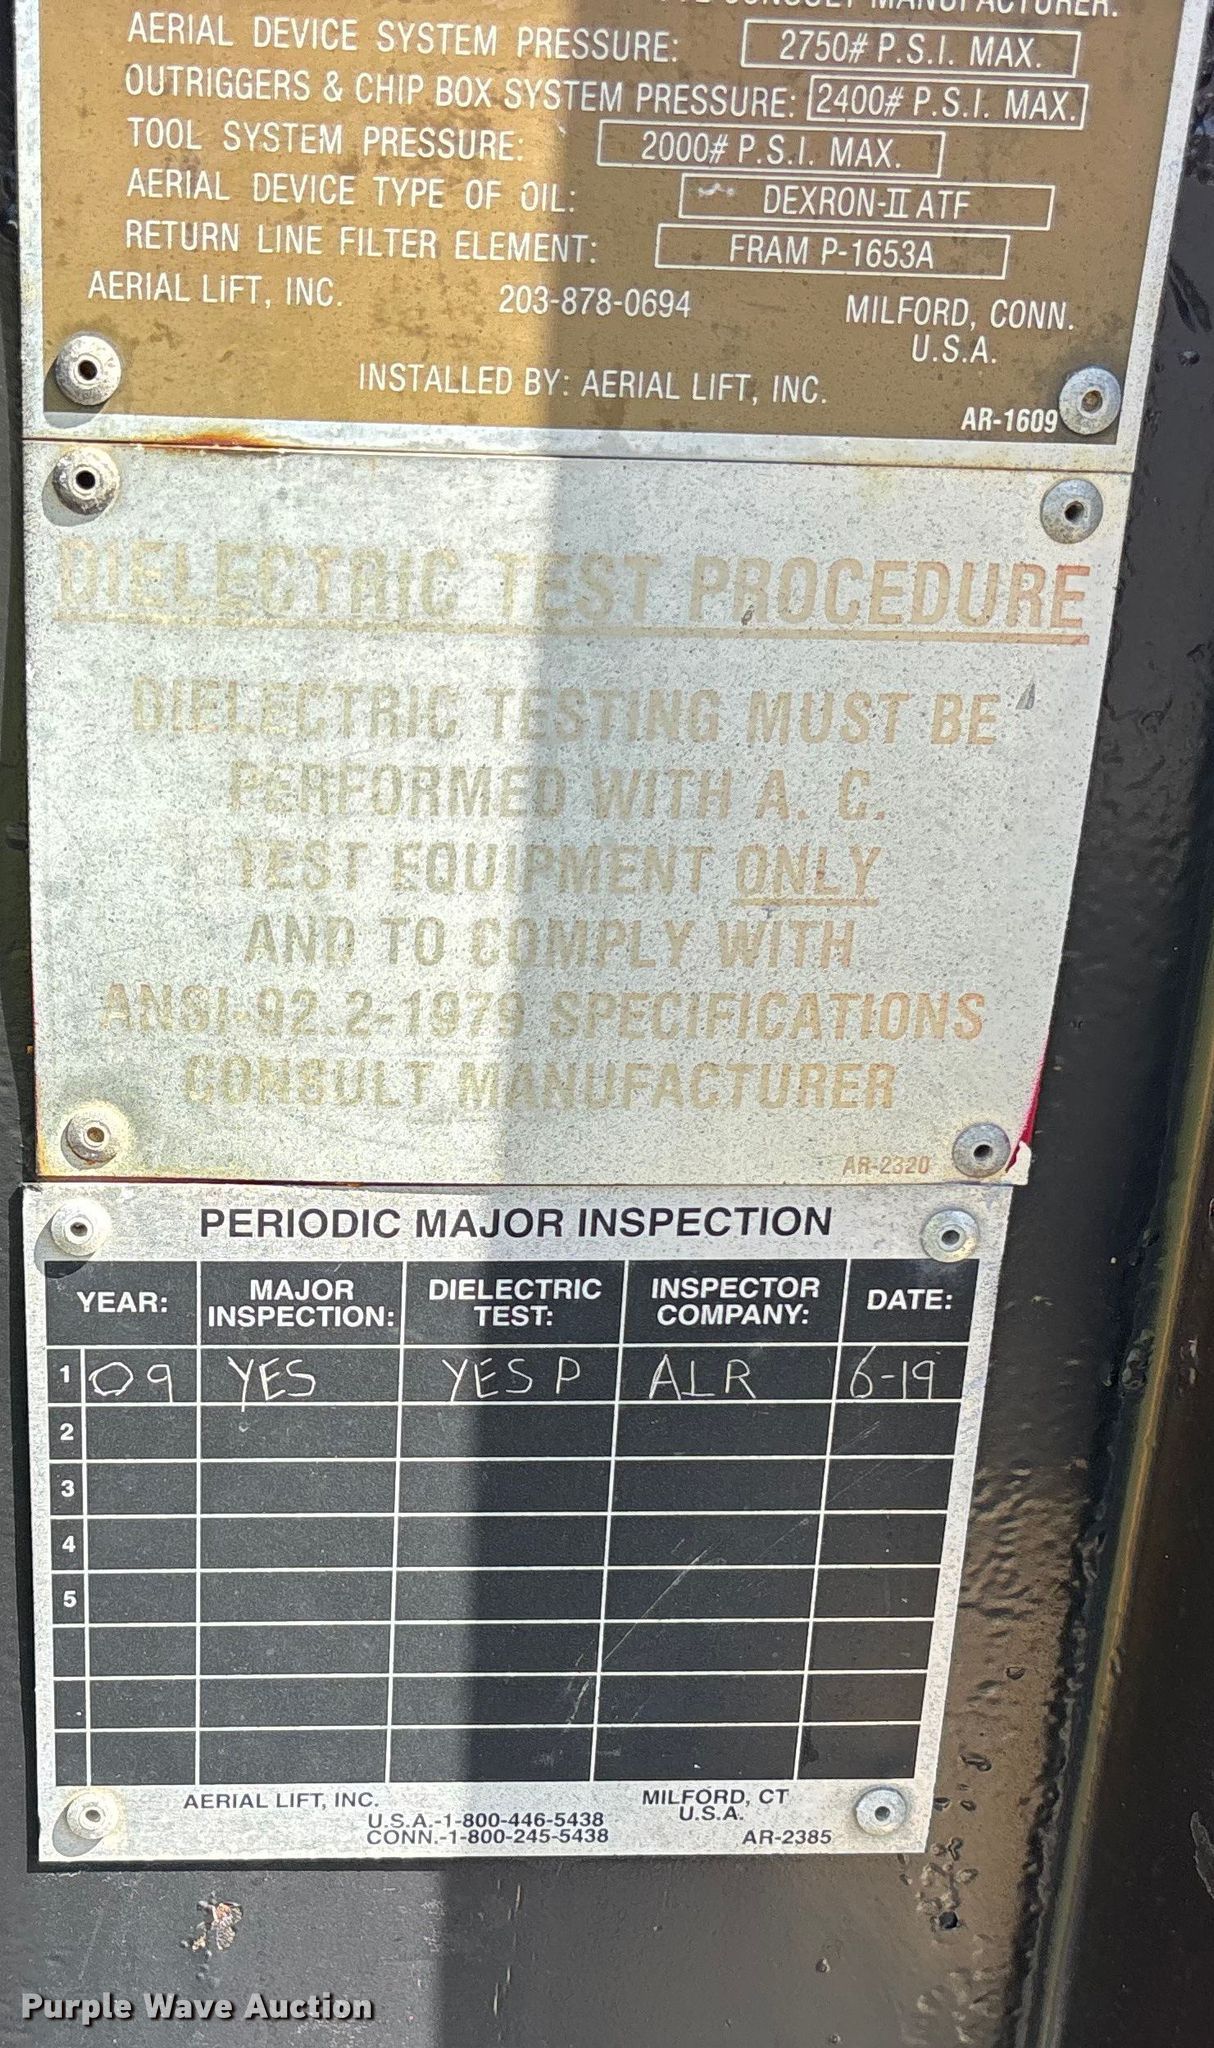 CONSULT MANUFACTURER.
AERIAL DEVICE SYSTEM PRESSURE: 2750# P.S.I. MAX.
OUTRIGGERS & CHIP BOX SYSTEM PRESSURE: 2400# P.S.I. MAX.
TOOL SYSTEM PRESSURE: 2000# P.S.I. MAX.
AERIAL DEVICE TYPE OF OIL: DEXRON-II ATF
RETURN LINE FILTER ELEMENT: FRAM P-1653A
AERIAL LIFT, INC. 203-878-0694 MILFORD, CONN.
U.S.A.
INSTALLED BY: AERIAL LIFT, INC.
AR-1609
DIELECTRIC TEST PROCEDURE
DIELECTRIC TESTING MUST BE
PERFORMED WITH A. C.
TEST EQUIPMENT ONLY
AND TO COMPLY WITH
ANSI-92.2-1979 SPECIFICATIONS
CONSULT MANUFACTURER
AR-2320
PERIODIC MAJOR INSPECTION
YEAR: MAJOR INSPECTION: DIELECTRIC TEST: INSPECTOR COMPANY: DATE:
1 09 YES YES P ALR 6-19
2
3
4
5
AERIAL LIFT, INC. MILFORD, CT
U.S.A.-1-800-446-5438 U.S.A.
CONN.-1-800-245-5438 AR-2385
Purple Wave Auction